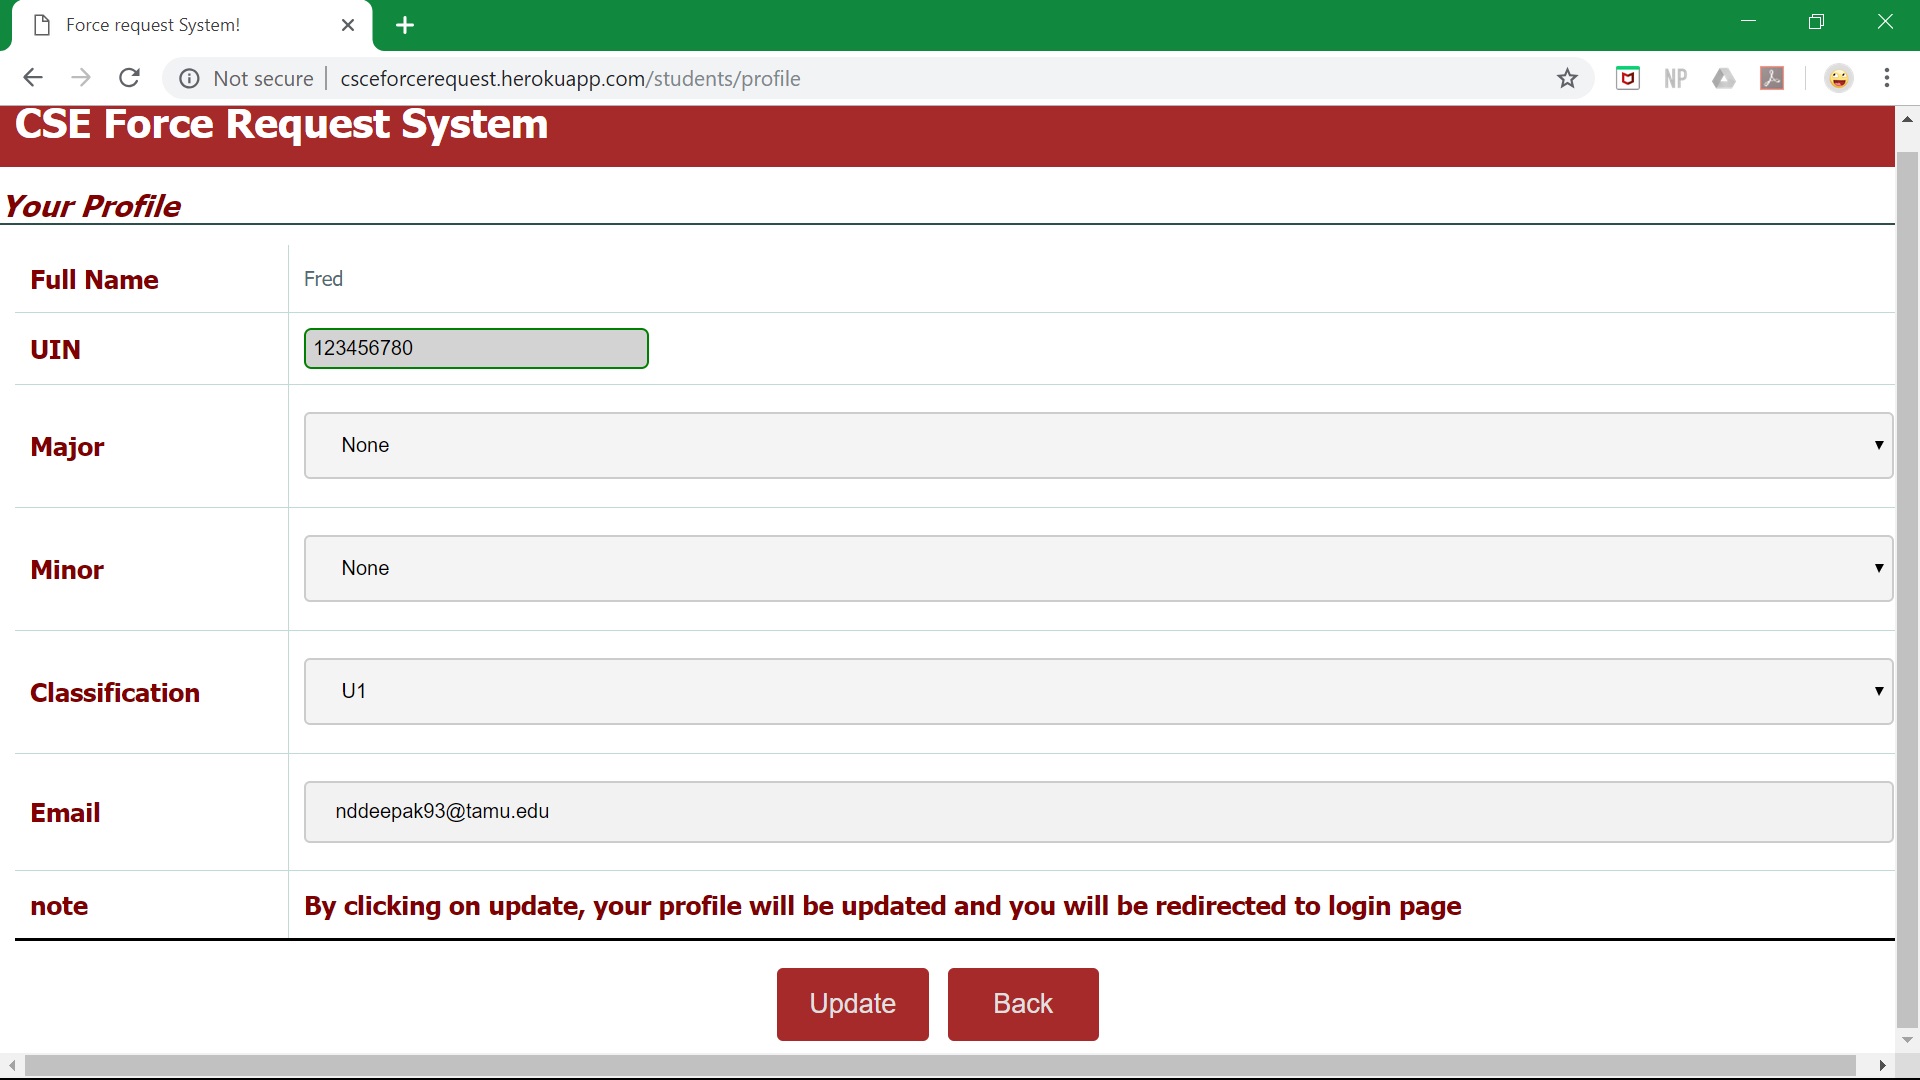 Force request System!
Not secure
csceforcerequest.herokuapp.com/students/profile
NP
CSE Force Request System
Your Profile
Full Name
Fred
UIN
123456780
Major
None
Minor
None
Classification
U1
Email
nddeepak93@tamu.edu
note
By clicking on update, your profile will be updated and you will be redirected to login page
Update
Back